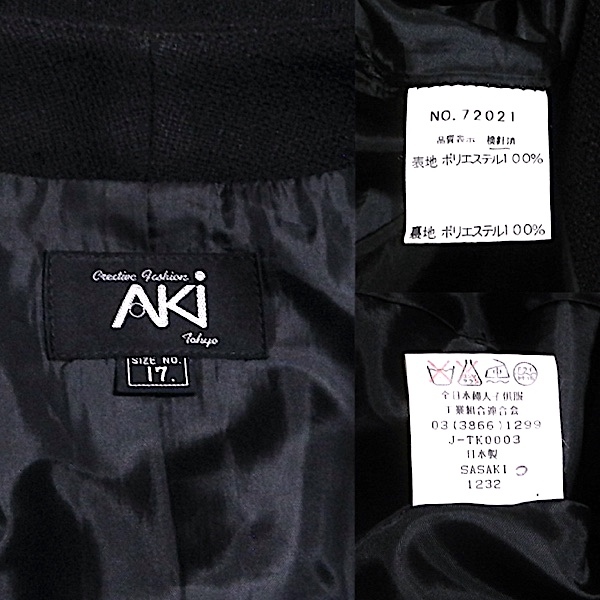 Creative Fashion
AKi
Tokyo
SIZE NO.
17.
NO.72021
品質表示 検針済
表地 ポリエステル100%
裏地 ポリエステル100%
全日本婦人子供服
工業組合連合会
03(3866)1299
J-TK0003
日本製
SASAKI
1232